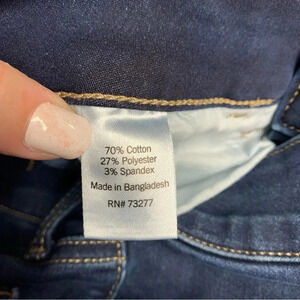 70% Cotton
27% Polyester
3% Spandex
Made in Bangladesh
RN# 73277